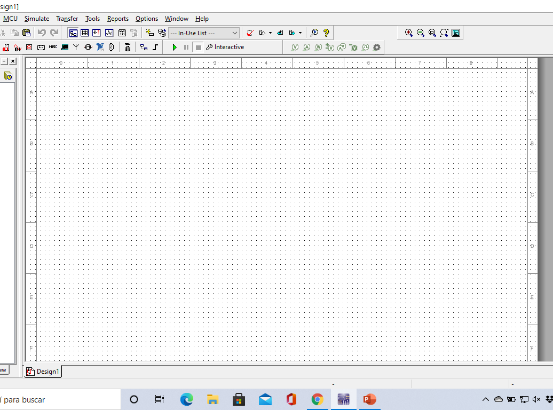 sign1]
MCU Simulate Transfer Tools Reports Options Window Help
--- In-Use List ---
Interactive
Design1
í para buscar